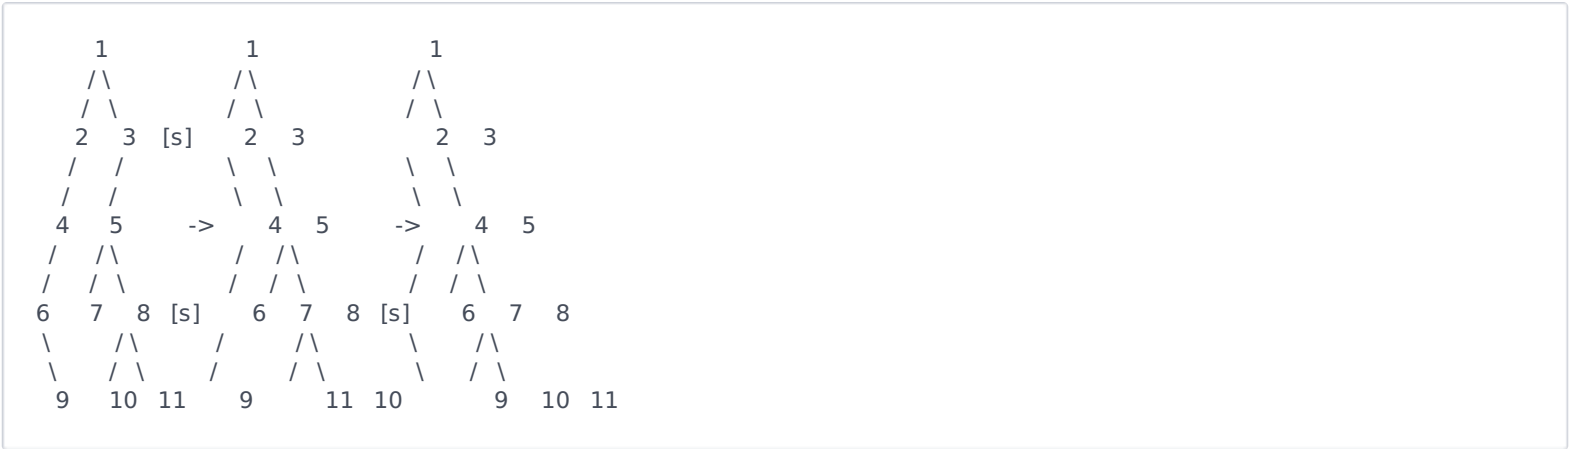 1            1             1
    / \          / \           / \
   /   \        /   \         /   \
  2     3  [s]  2     3           2     3
 /     /         \     \         \     \
/     /           \     \         \     \
4     5      ->     4     5     ->     4     5
/     / \         /     / \         /     / \
/     /   \       /     /   \       /     /   \
6     7     8  [s]  6     7     8  [s]  6     7     8
\         / \     /         / \     \         / \
\         /   \   /         /   \     \         /   \
9     10   11    9        11   10        9     10   11